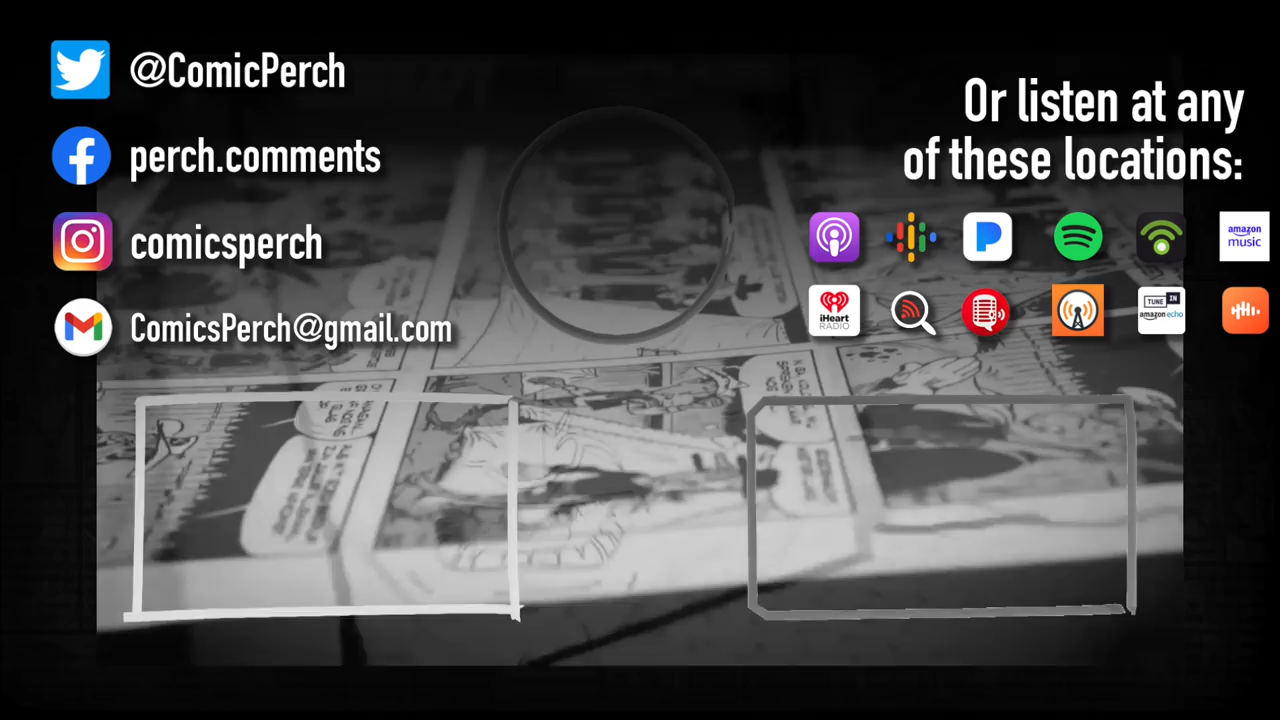 @ComicPerch
perch.comments
comicsperch
ComicsPerch@gmail.com
Or listen at any
of these locations:
amazon
music
iHeart
RADIO
TUNE IN
amazon echo